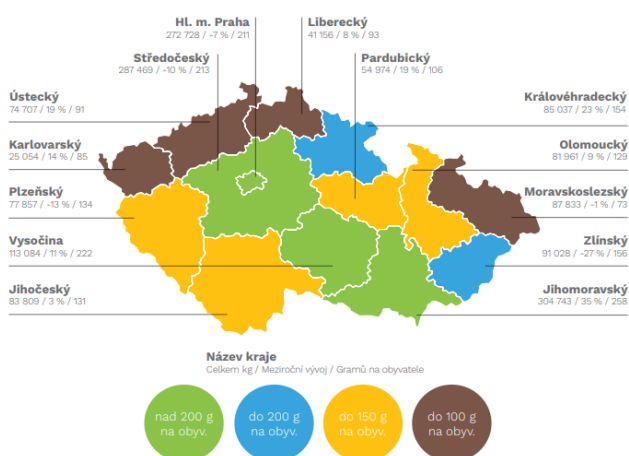 Hl. m. Praha
272 728 / -7 % / 211
Liberecký
41 156 / 8 % / 93
Středočeský
287 469 / -10 % / 213
Pardubický
54 974 / 19 % / 106
Ústecký
74 707 / 19 % / 91
Královéhradecký
85 037 / 23 % / 154
Karlovarský
25 054 / 14 % / 85
Olomoucký
81 961 / 9 % / 129
Plzeňský
77 857 / -13 % / 134
Moravskoslezský
87 833 / -1 % / 73
Vysočina
113 084 / 11 % / 222
Zlínský
91 028 / -27 % / 156
Jihočeský
83 809 / 3 % / 131
Jihomoravský
304 743 / 35 % / 258
Název kraje
Celkem kg / Meziroční vývoj / Gramů na obyvatele
nad 200 g
na obyv.
do 200 g
na obyv.
do 150 g
na obyv.
do 100 g
na obyv.